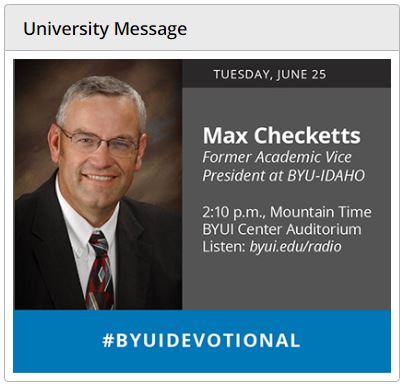 University Message
TUESDAY, JUNE 25
Max Checketts
Former Academic Vice
President at BYU-IDAHO
2:10 p.m., Mountain Time
BYUI Center Auditorium
Listen: byui.edu/radio
#BYUIDEVOTIONAL